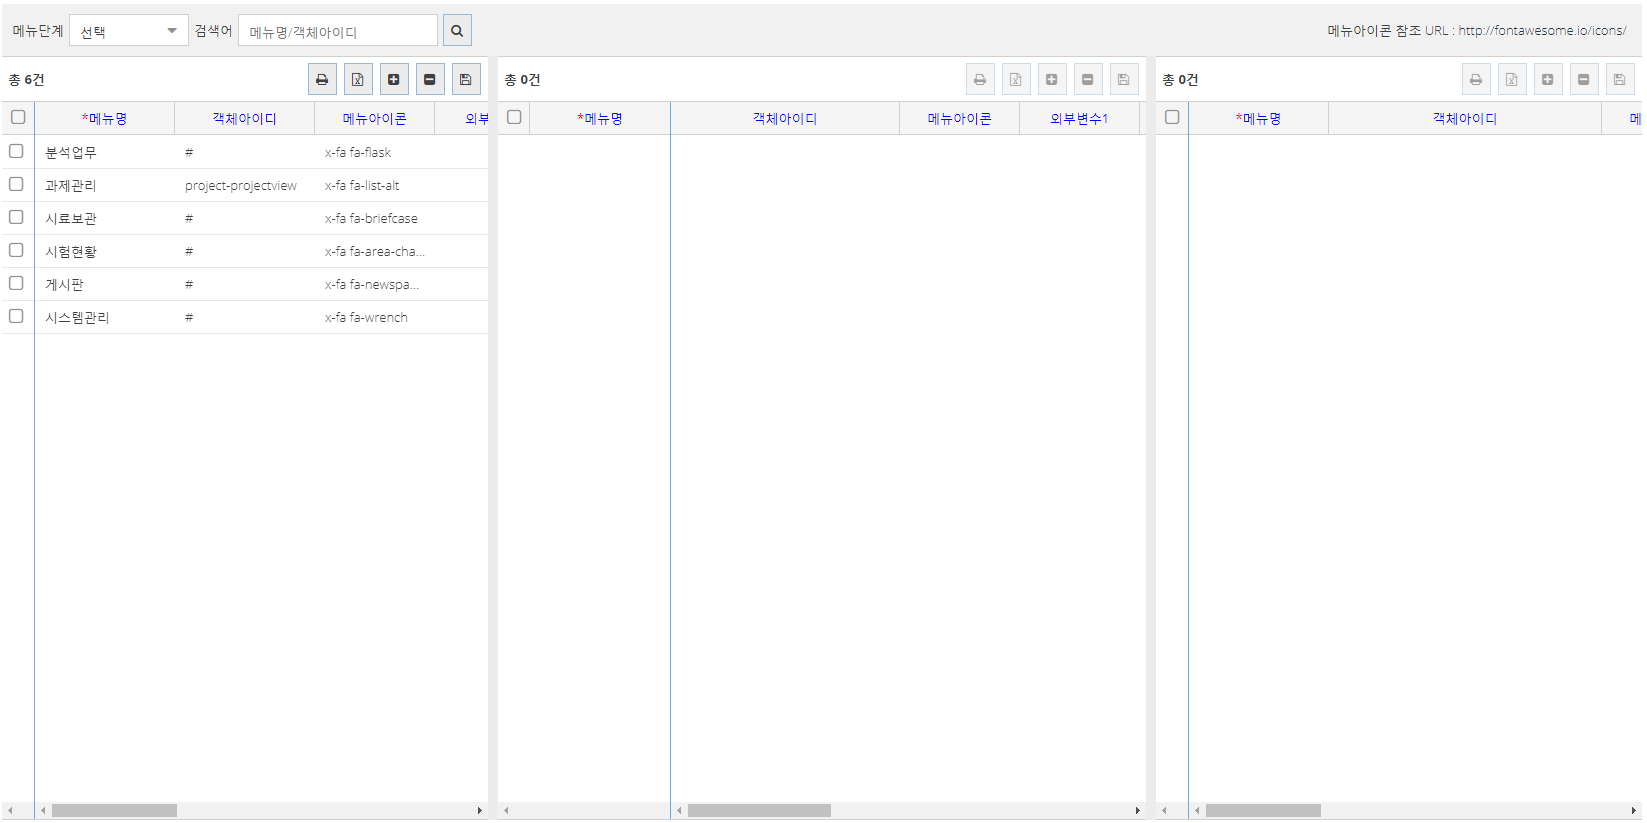 메뉴단계 선택 검색어 메뉴명/객체아이디 메뉴아이콘 참조 URL : http://fontawesome.io/icons/
총 6건
*메뉴명 객체아이디 메뉴아이콘 외부
분석업무 # x-fa fa-flask
과제관리 project-projectview x-fa fa-list-alt
시료보관 # x-fa fa-briefcase
시험현황 # x-fa fa-area-cha...
게시판 # x-fa fa-newspa...
시스템관리 # x-fa fa-wrench
총 0건
*메뉴명 객체아이디 메뉴아이콘 외부변수1
총 0건
*메뉴명 객체아이디 메